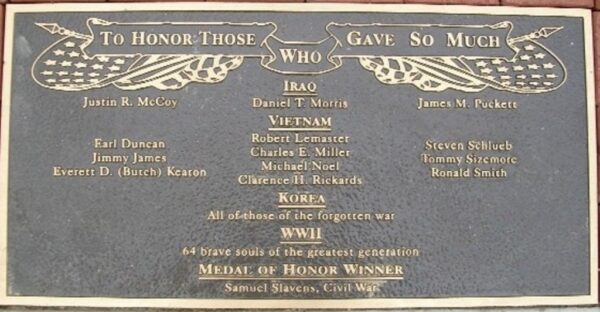 TO HONOR THOSE WHO GAVE SO MUCH
IRAQ
Justin R. McCoy Daniel T. Morris James M. Puckett
VIETNAM
Robert Lemaster
Earl Duncan Charles E. Miller Steven Schlueb
Jimmy James Michael Noel Tommy Sizemore
Everett D. (Butch) Keaton Clarence H. Rickards Ronald Smith
KOREA
All of those of the forgotten war
WWII
64 brave souls of the greatest generation
MEDAL OF HONOR WINNER
Samuel Slavens, Civil War